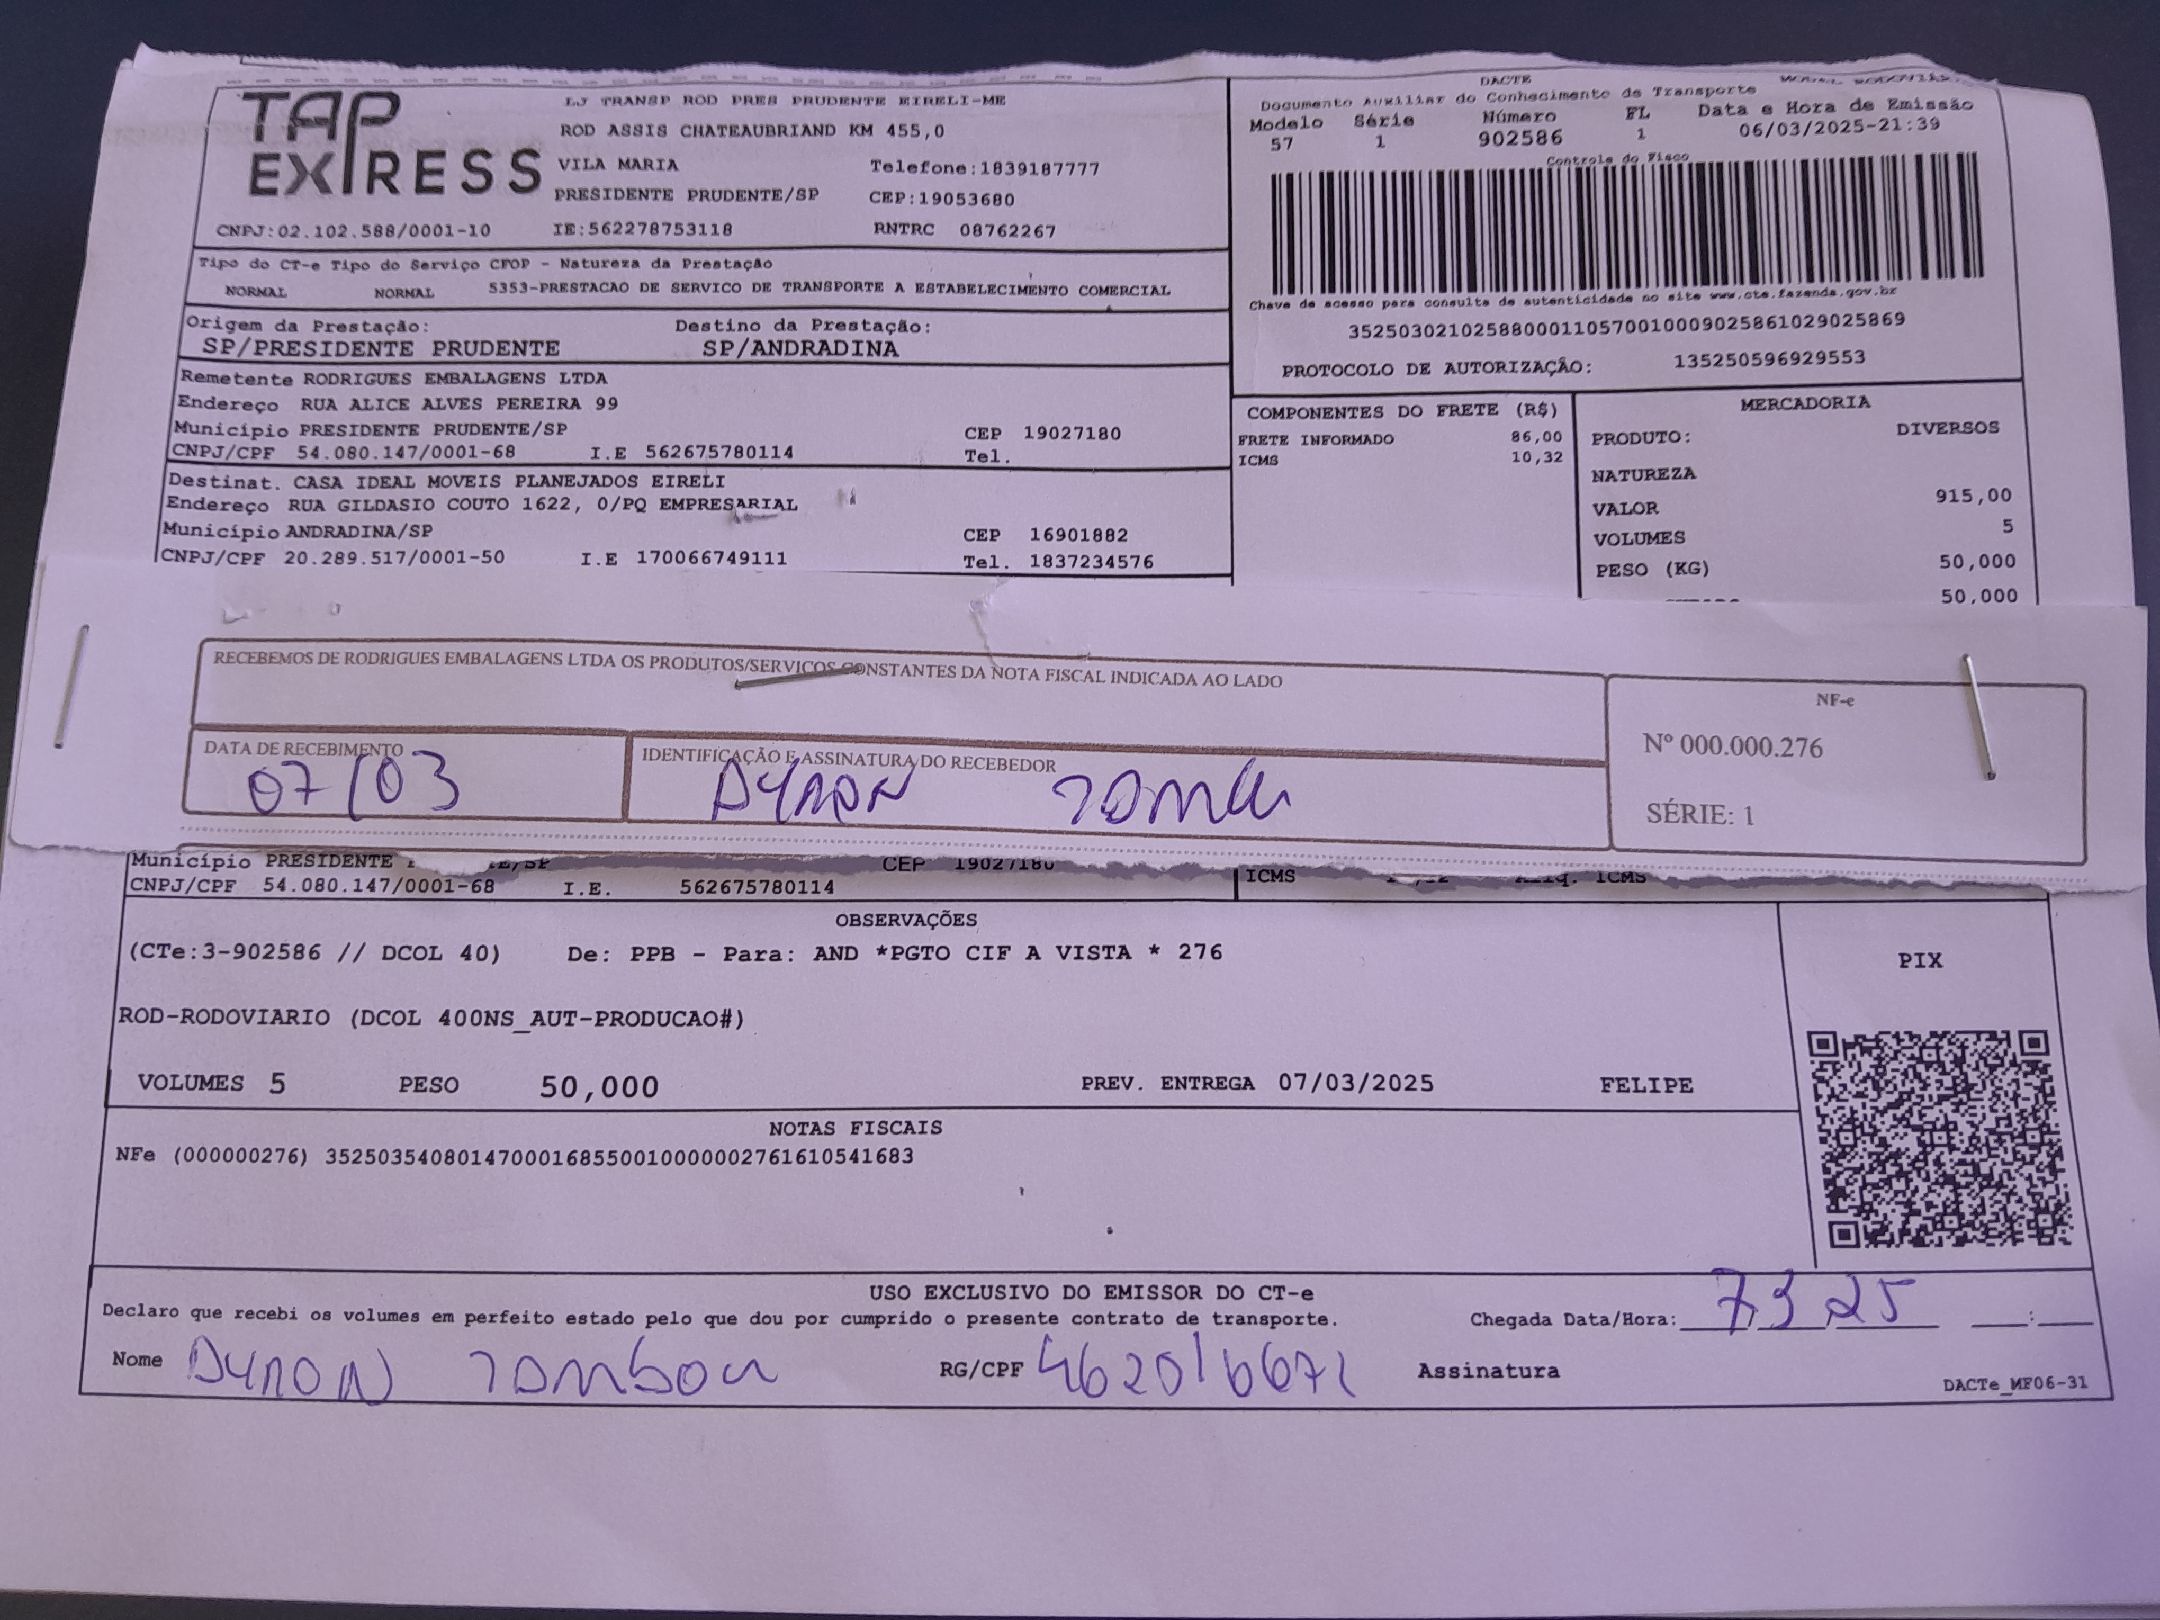 TAP
EXPRESS
LJ TRANSP ROD PRES PRUDENTE EIRELI-ME
ROD ASSIS CHATEAUBRIAND KM 455,0
VILA MARIA Telefone:1839187777
PRESIDENTE PRUDENTE/SP CEP:19053680
CNPJ:02.102.588/0001-10 IE:562278753118 RNTRC 08762267
DACTE
Documento Auxiliar do Conhecimento de Transporte
Modelo Série Número FL Data e Hora de Emissão
57 1 902586 1 06/03/2025-21:39
Controle do Fisco
Chave de acesso para consulta de autenticidade no site www.cte.fazenda.gov.br
35250302102588000110570010009025861029025869
PROTOCOLO DE AUTORIZAÇÃO: 135250596929553
Tipo do CT-e Tipo do Serviço CFOP - Natureza da Prestação
NORMAL NORMAL 5353-PRESTACAO DE SERVICO DE TRANSPORTE A ESTABELECIMENTO COMERCIAL
Origem da Prestação: Destino da Prestação:
SP/PRESIDENTE PRUDENTE SP/ANDRADINA
Remetente RODRIGUES EMBALAGENS LTDA
Endereço RUA ALICE ALVES PEREIRA 99
Município PRESIDENTE PRUDENTE/SP CEP 19027180
CNPJ/CPF 54.080.147/0001-68 I.E 562675780114 Tel.
Destinat. CASA IDEAL MOVEIS PLANEJADOS EIRELI
Endereço RUA GILDASIO COUTO 1622, 0/PQ EMPRESARIAL
Município ANDRADINA/SP CEP 16901882
CNPJ/CPF 20.289.517/0001-50 I.E 170066749111 Tel. 1837234576
COMPONENTES DO FRETE (R$)
FRETE INFORMADO 86,00
ICMS 10,32
MERCADORIA
PRODUTO: DIVERSOS
NATUREZA
VALOR 915,00
VOLUMES 5
PESO (KG) 50,000
50,000
RECEBEMOS DE RODRIGUES EMBALAGENS LTDA OS PRODUTOS/SERVIÇOS CONSTANTES DA NOTA FISCAL INDICADA AO LADO
DATA DE RECEBIMENTO
07/03
IDENTIFICAÇÃO E ASSINATURA DO RECEBEDOR
NF-e
Nº 000.000.276
SÉRIE: 1
Município PRESIDENTE CEP 19027180
CNPJ/CPF 54.080.147/0001-68 I.E. 562675780114
ICMS Aliq. ICMS
OBSERVAÇÕES
(CTe:3-902586 // DCOL 40) De: PPB - Para: AND *PGTO CIF A VISTA * 276
ROD-RODOVIARIO (DCOL 400NS_AUT-PRODUCAO#)
VOLUMES 5 PESO 50,000 PREV. ENTREGA 07/03/2025 FELIPE
PIX
NOTAS FISCAIS
NFe (000000276) 35250354080147000168550010000002761610541683
USO EXCLUSIVO DO EMISSOR DO CT-e
Declaro que recebi os volumes em perfeito estado pelo que dou por cumprido o presente contrato de transporte. Chegada Data/Hora: 7 3 25 :
Nome RG/CPF Assinatura
DACTe_MF06-31